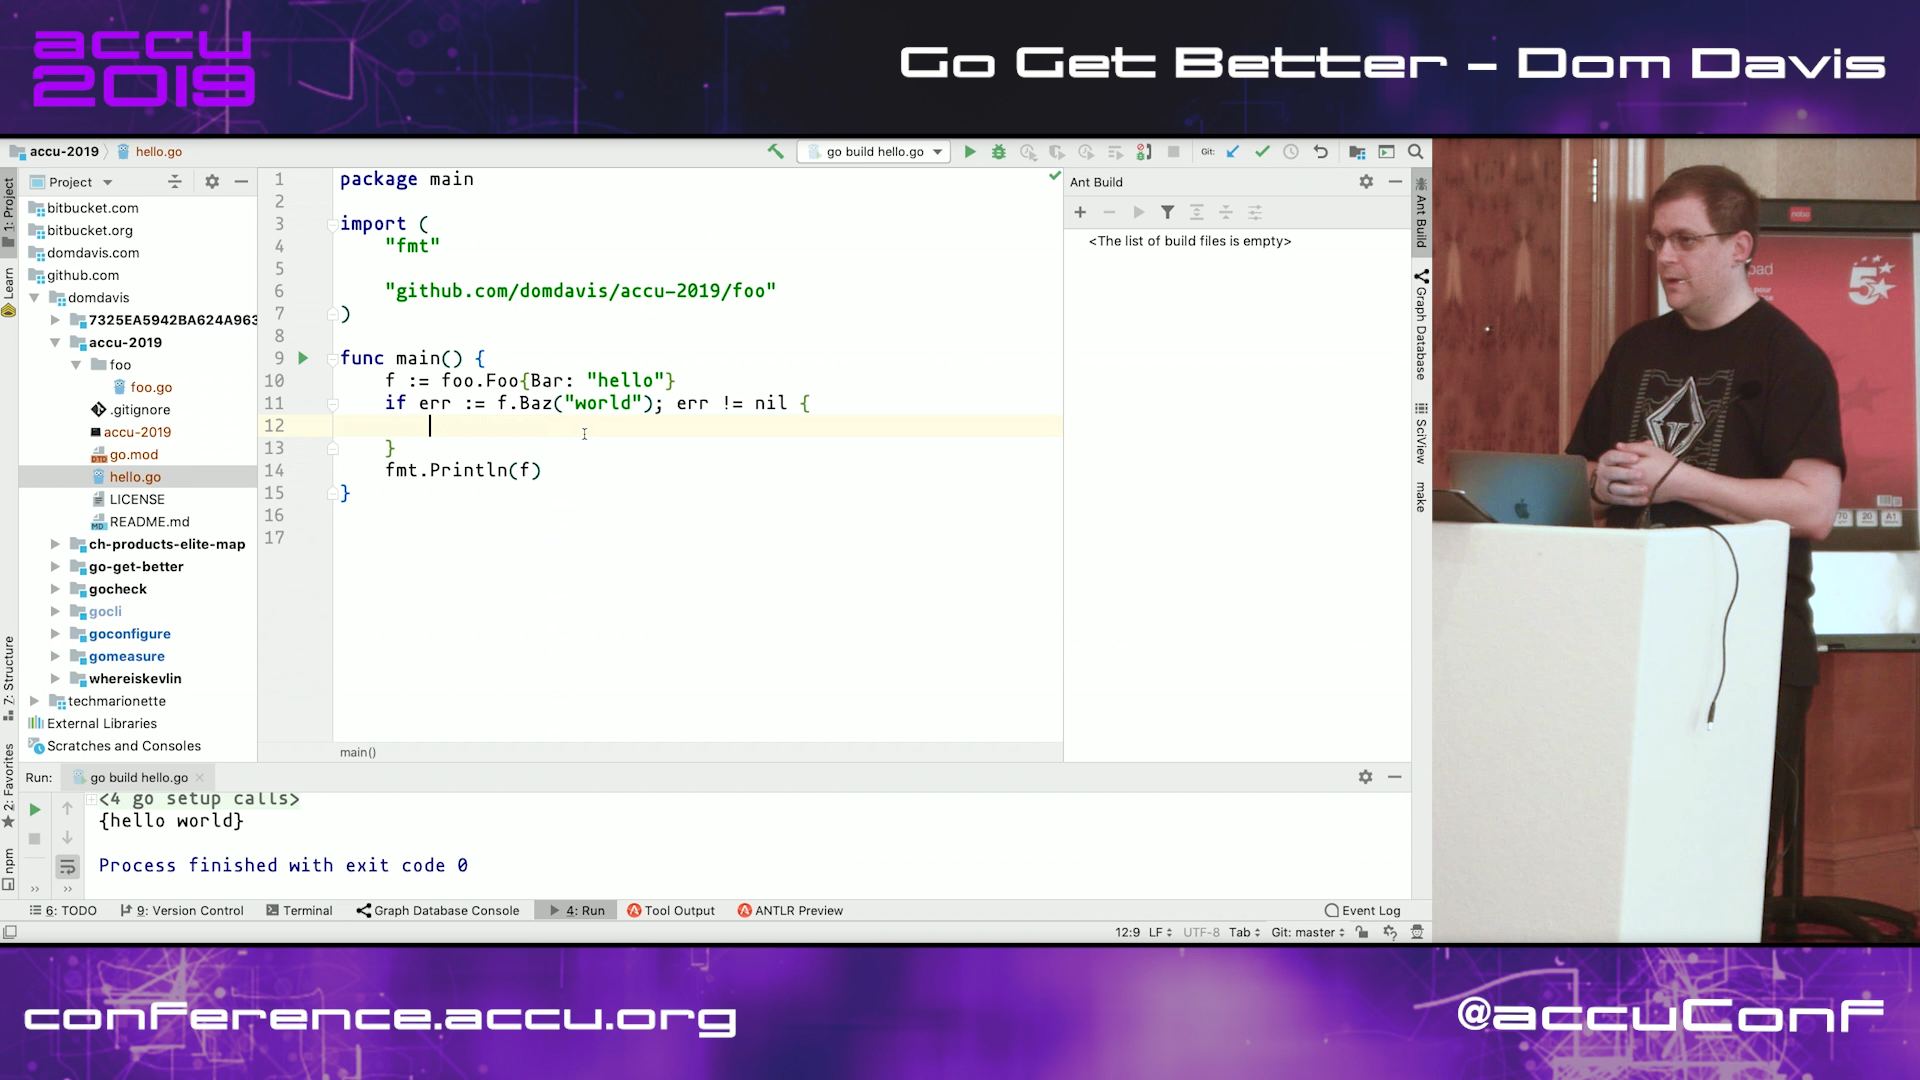 accu
2019
Go Get Better - Dom Davis
accu-2019
hello.go
go build hello.go
Git:
1: Project
Learn
7: Structure
2: Favorites
npm
Project
bitbucket.com
bitbucket.org
domdavis.com
github.com
domdavis
7325EA5942BA624A963
accu-2019
foo
foo.go
.gitignore
accu-2019
go.mod
hello.go
LICENSE
README.md
ch-products-elite-map
go-get-better
gocheck
gocli
goconfigure
gomeasure
whereiskevlin
techmarionette
External Libraries
Scratches and Consoles
1 package main
2
3 import (
4 "fmt"
5
6 "github.com/domdavis/accu-2019/foo"
7 )
8
9 func main() {
10 f := foo.Foo{Bar: "hello"}
11 if err := f.Baz("world"); err != nil {
12
13 }
14 fmt.Println(f)
15 }
16
17
main()
Ant Build
<The list of build files is empty>
Ant Build
Graph Database
SciView
make
Run:
go build hello.go
<4 go setup calls>
{hello world}
Process finished with exit code 0
6: TODO
9: Version Control
Terminal
Graph Database Console
4: Run
Tool Output
ANTLR Preview
Event Log
12:9
LF
UTF-8
Tab
Git: master
nobo
5
70
20
A1
conference.accu.org
@accuConf